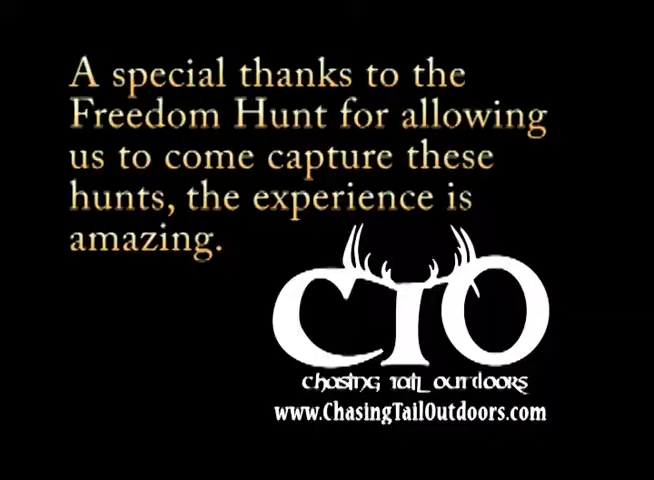 A special thanks to the
Freedom Hunt for allowing
us to come capture these
hunts, the experience is
amazing.
CTO
chasing tail outdoors
www.ChasingTailOutdoors.com